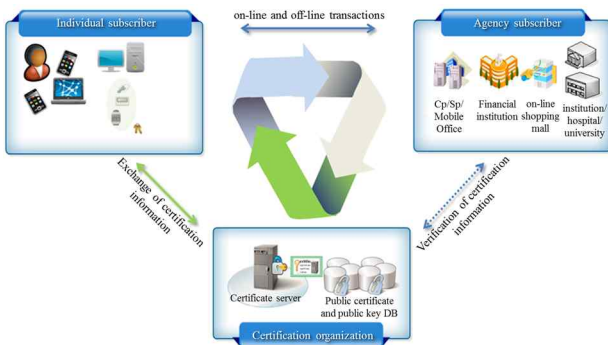 Individual subscriber
on-line and off-line transactions
Agency subscriber
Cp/Sp/
Mobile
Office
Financial
institution
on-line
shopping
mall
institution/
hospital/
university
Exchange of certification
information
Verification of certification
information
Certificate server
Public certificate
and public key DB
Certification organization